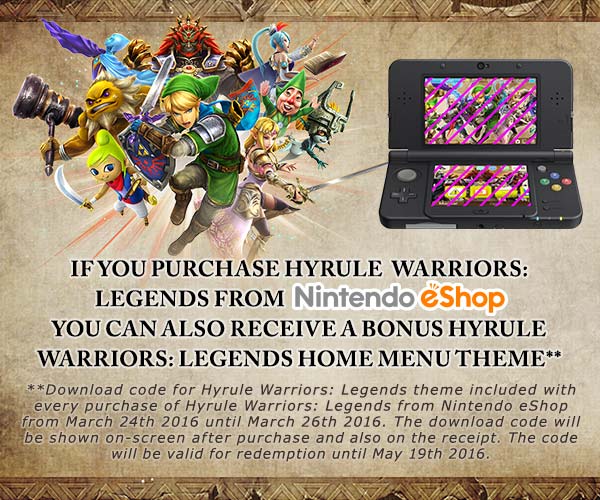 IF YOU PURCHASE HYRULE WARRIORS:
LEGENDS FROM Nintendo eShop
YOU CAN ALSO RECEIVE A BONUS HYRULE
WARRIORS: LEGENDS HOME MENU THEME**
**Download code for Hyrule Warriors: Legends theme included with
every purchase of Hyrule Warriors: Legends from Nintendo eShop
from March 24th 2016 until March 26th 2016. The download code will
be shown on-screen after purchase and also on the receipt. The code
will be valid for redemption until May 19th 2016.